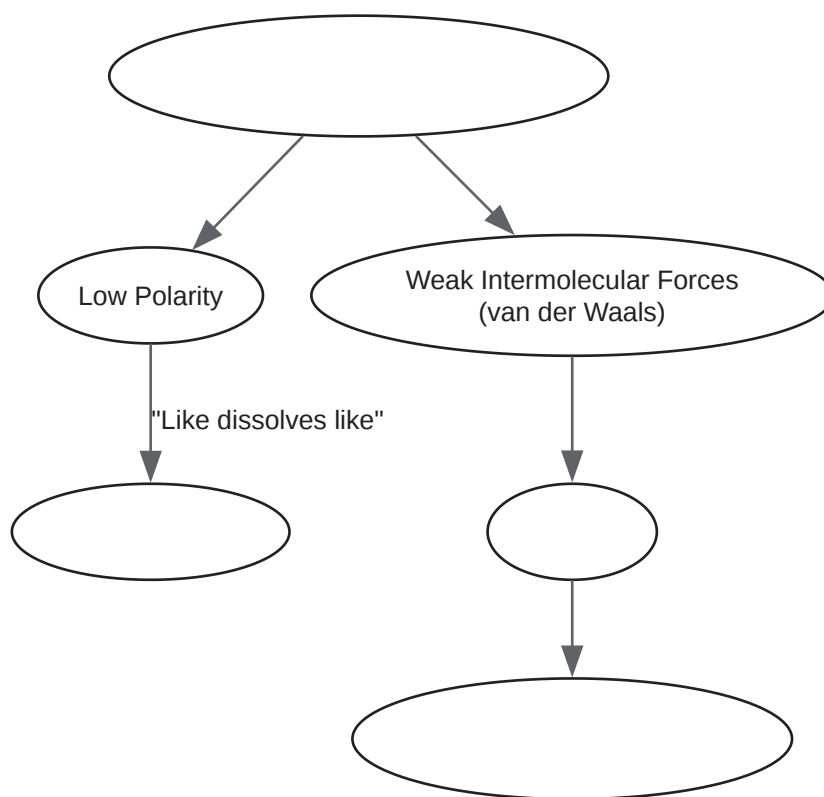 Low Polarity
Weak Intermolecular Forces
(van der Waals)
"Like dissolves like"